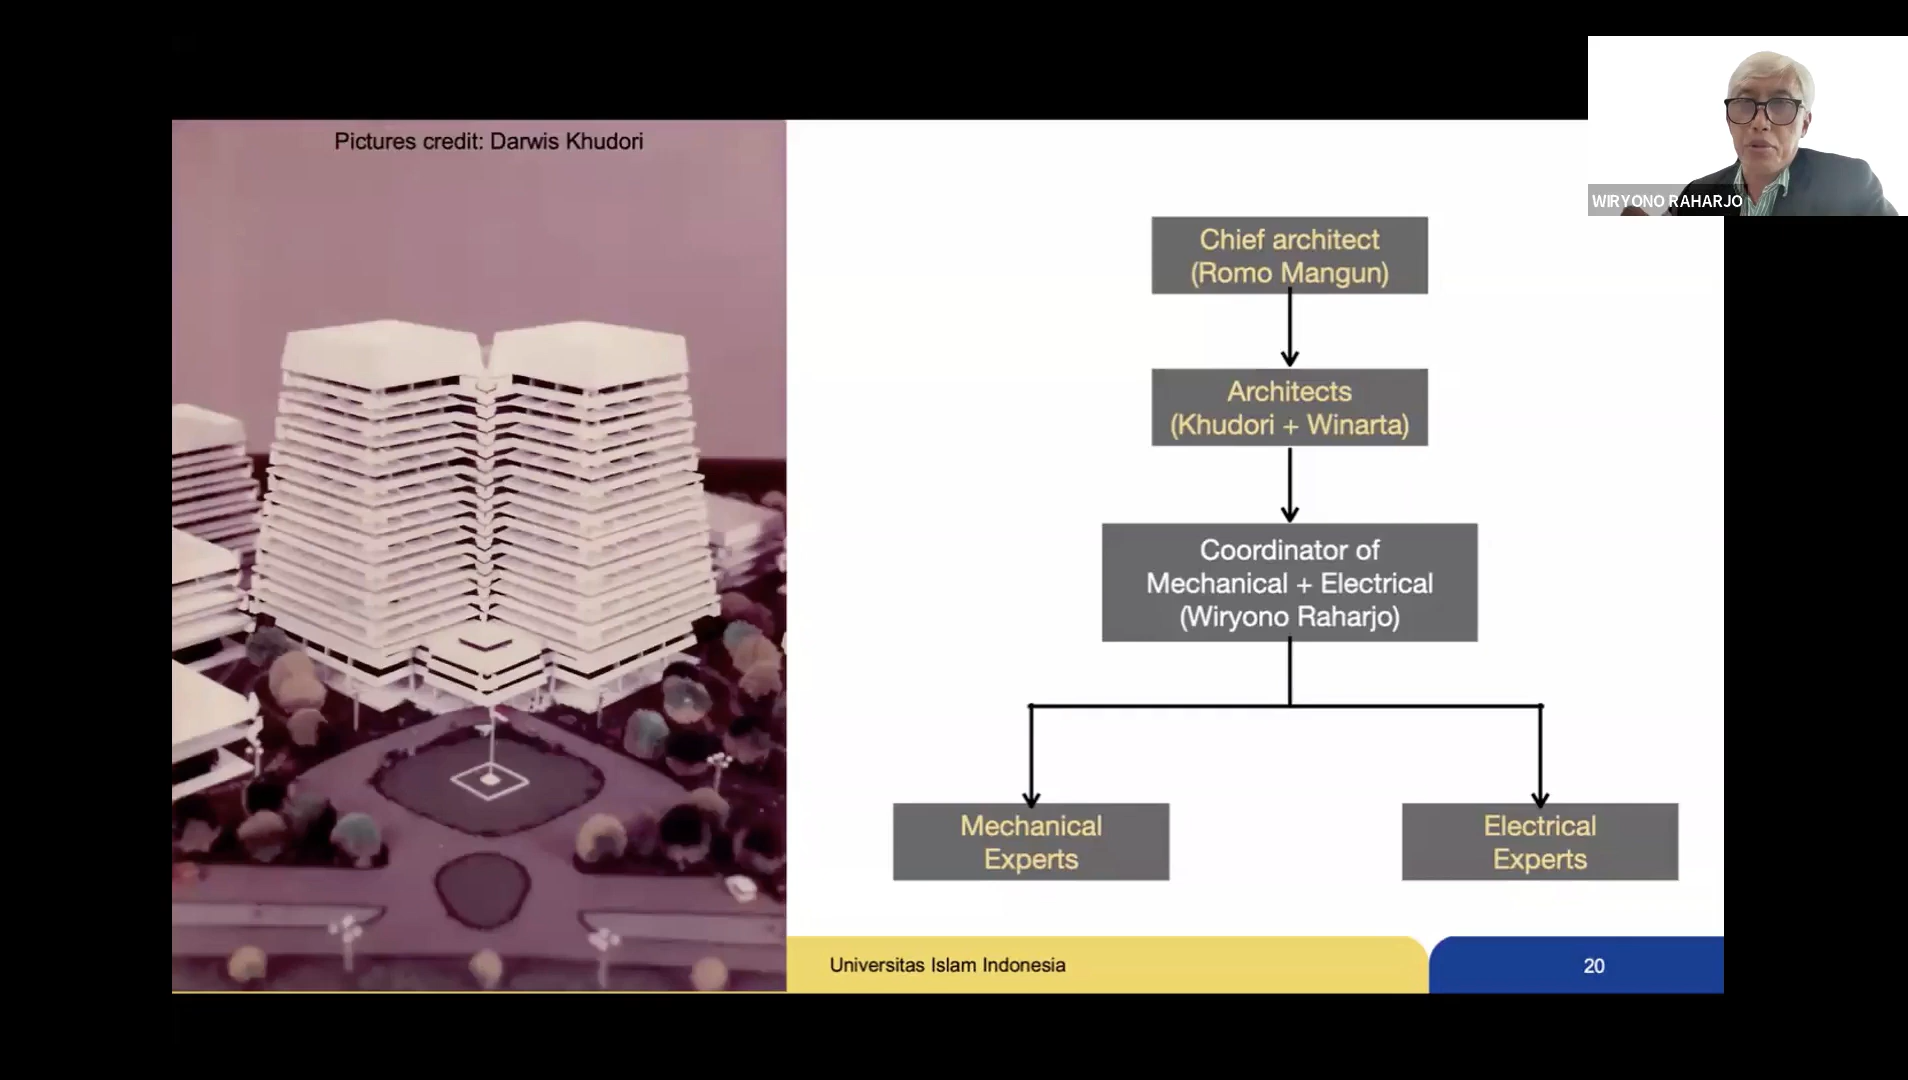 Pictures credit: Darwis Khudori
WIRYONO RAHARJO
Chief architect
(Romo Mangun)
Architects
(Khudori + Winarta)
Coordinator of
Mechanical + Electrical
(Wiryono Raharjo)
Mechanical
Experts
Electrical
Experts
Universitas Islam Indonesia
20